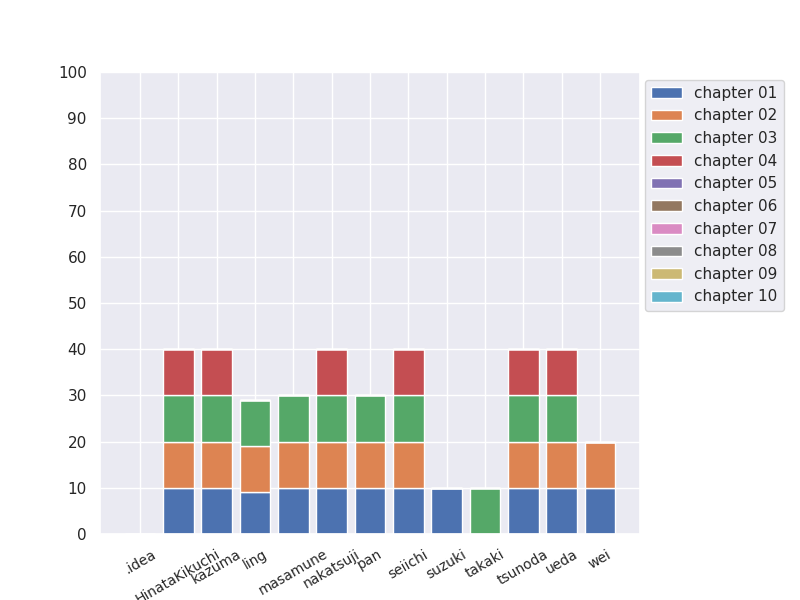 100
90
80
70
60
50
40
30
20
10
0
.idea
HinataKikuchi
kazuma
ling
masamune
nakatsuji
pan
seiichi
suzuki
takaki
tsunoda
ueda
wei
chapter 01
chapter 02
chapter 03
chapter 04
chapter 05
chapter 06
chapter 07
chapter 08
chapter 09
chapter 10